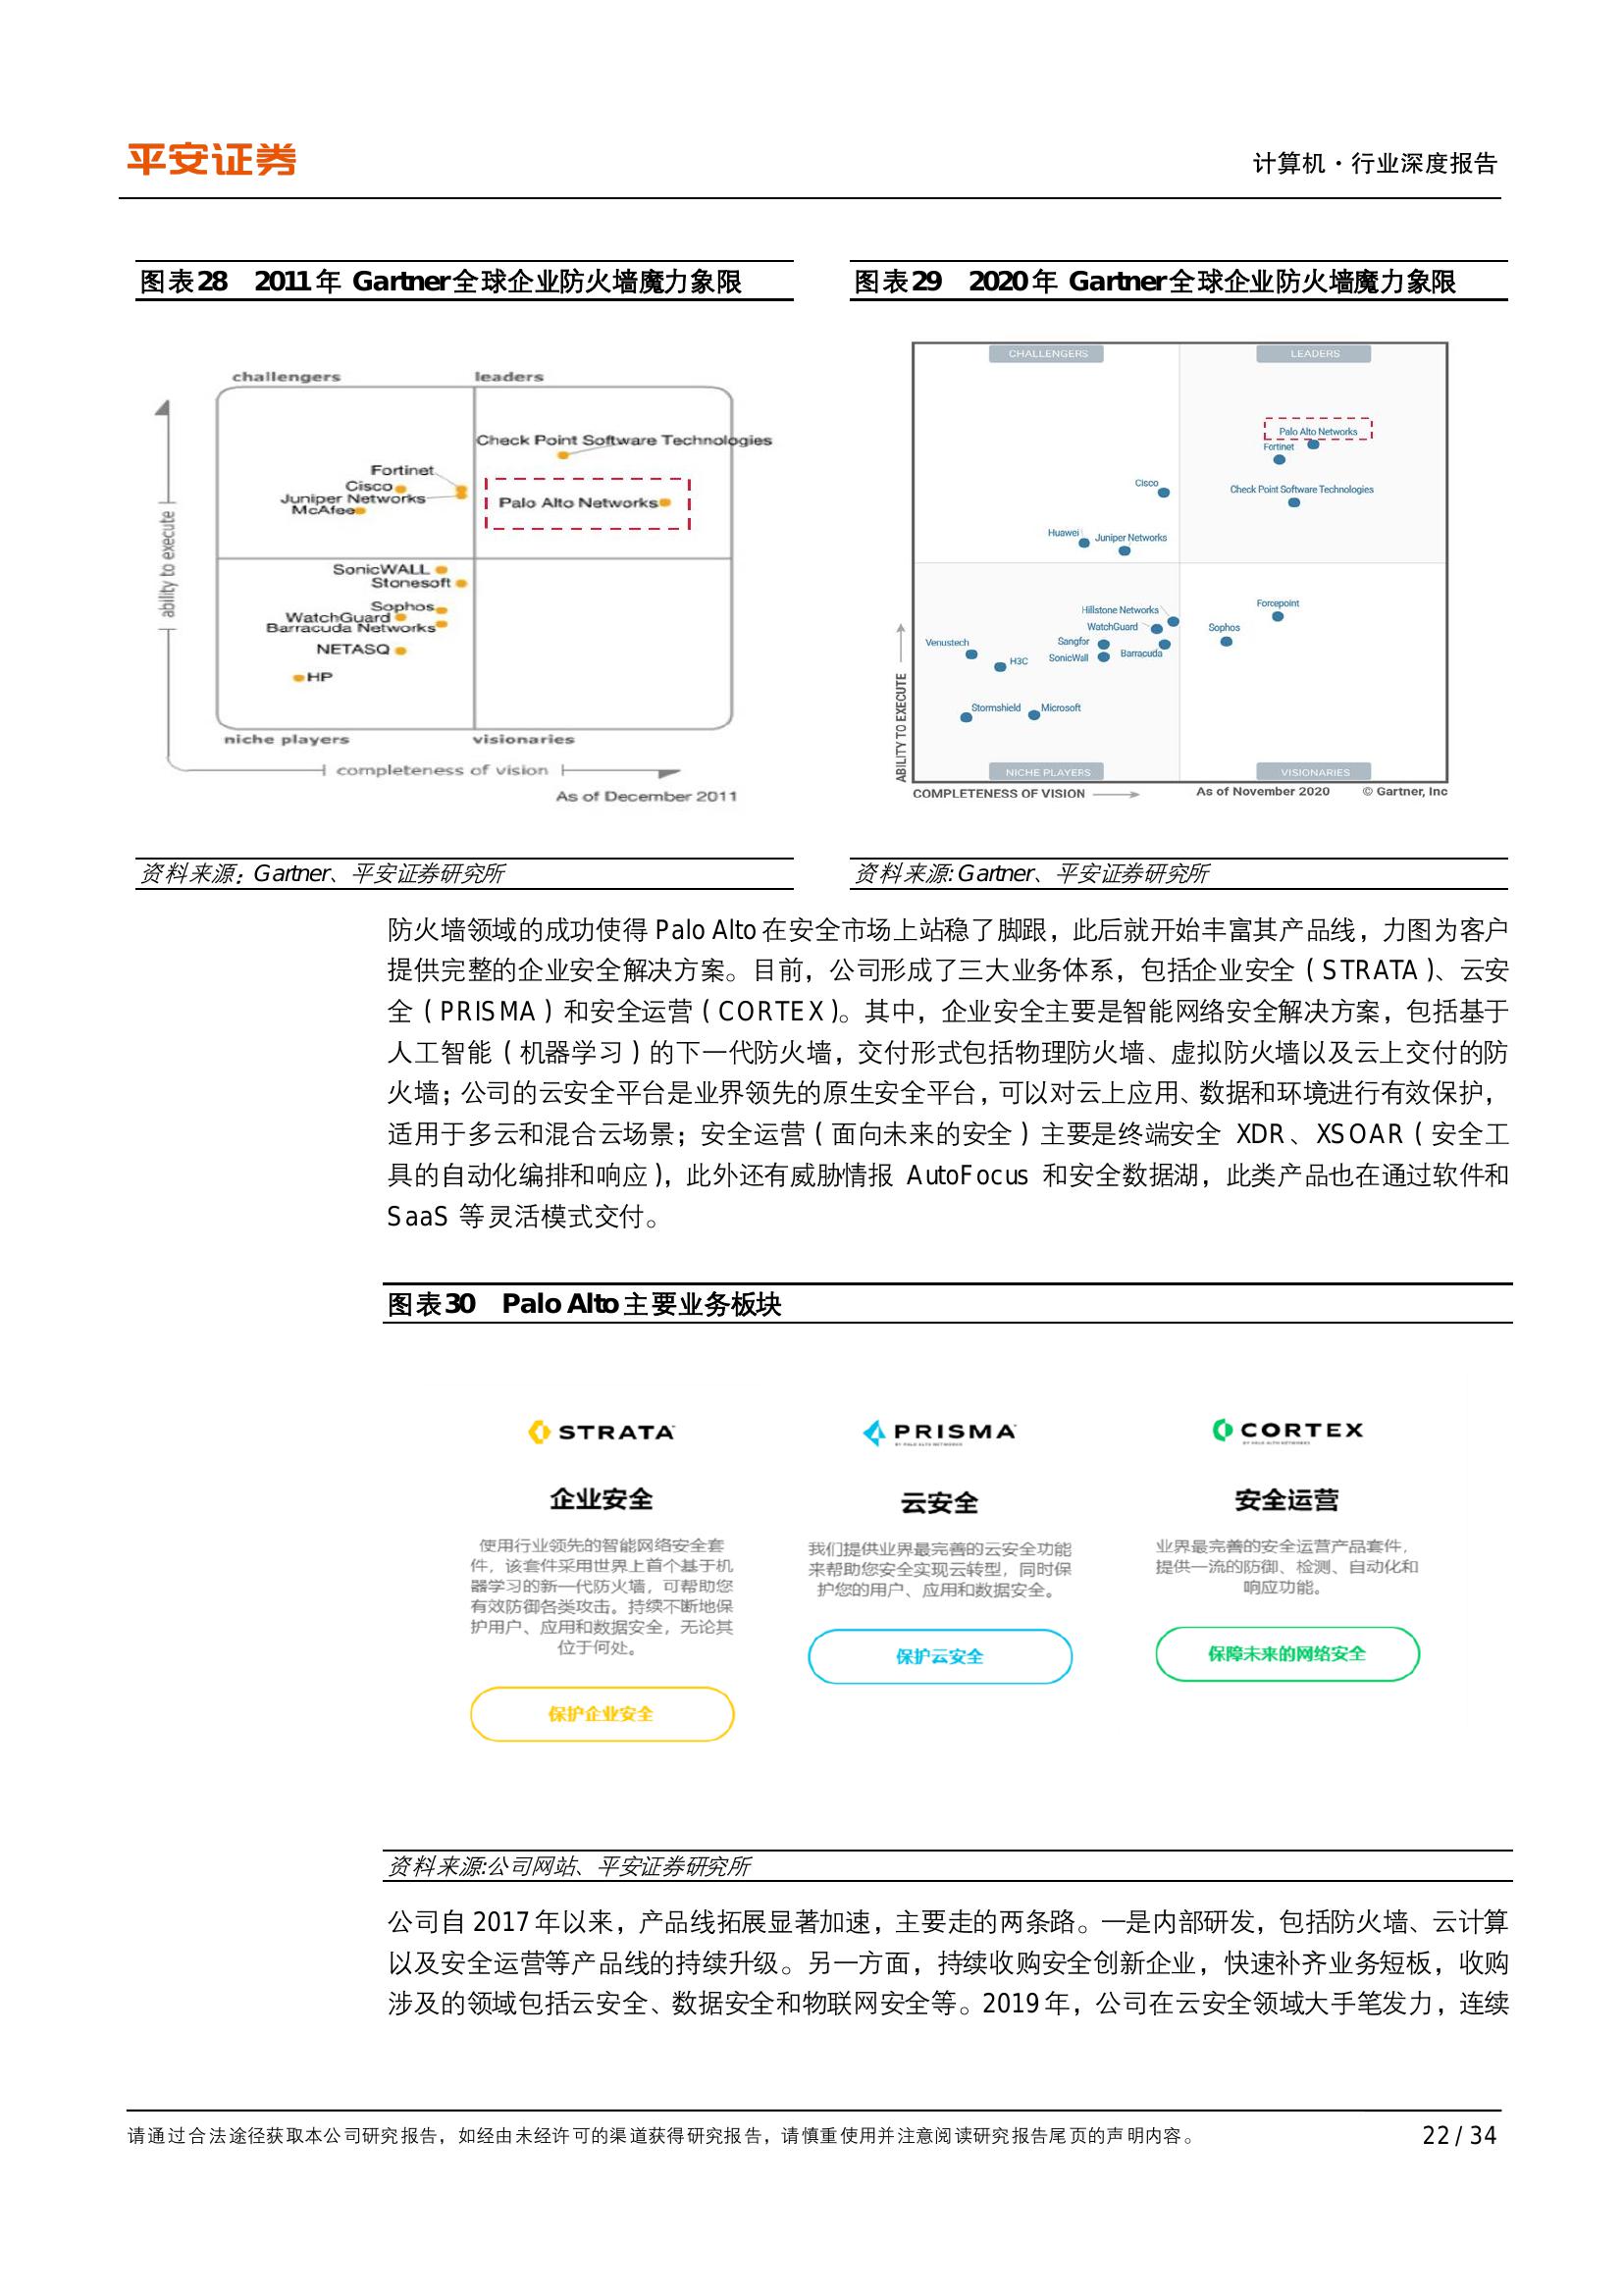 平安证券
计算机·行业深度报告
图表28 2011年 Gartner全球企业防火墙魔力象限
challengers
leaders
Check Point Software Technologies
Fortinet
Cisco
Juniper Networks
McAfee
Palo Alto Networks
ability to execute
SonicWALL
Stonesoft
Sophos
WatchGuard
Barracuda Networks
NETASQ
HP
niche players
visionaries
completeness of vision
As of December 2011
资料来源：Gartner、平安证券研究所
图表29 2020年 Gartner全球企业防火墙魔力象限
CHALLENGERS
LEADERS
Palo Alto Networks
Fortinet
Cisco
Check Point Software Technologies
Huawei
Juniper Networks
Hillstone Networks
Forcepoint
WatchGuard
Sophos
Venustech
Sangfor
H3C
SonicWall
Barracuda
Stormshield
Microsoft
ABILITY TO EXECUTE
NICHE PLAYERS
VISIONARIES
COMPLETENESS OF VISION
As of November 2020
© Gartner, Inc
资料来源:Gartner、平安证券研究所
防火墙领域的成功使得 Palo Alto在安全市场上站稳了脚跟，此后就开始丰富其产品线，力图为客户
提供完整的企业安全解决方案。目前，公司形成了三大业务体系，包括企业安全（STRATA）、云安
全（PRISMA）和安全运营（CORTEX）。其中，企业安全主要是智能网络安全解决方案，包括基于
人工智能（机器学习）的下一代防火墙，交付形式包括物理防火墙、虚拟防火墙以及云上交付的防
火墙；公司的云安全平台是业界领先的原生安全平台，可以对云上应用、数据和环境进行有效保护，
适用于多云和混合云场景；安全运营（面向未来的安全）主要是终端安全 XDR、XSOAR（安全工
具的自动化编排和响应），此外还有威胁情报 AutoFocus 和安全数据湖，此类产品也在通过软件和
SaaS 等灵活模式交付。
图表30 Palo Alto主要业务板块
STRATA
企业安全
使用行业领先的智能网络安全套
件，该套件采用世界上首个基于机
器学习的新一代防火墙，可帮助您
有效防御各类攻击。持续不断地保
护用户、应用和数据安全，无论其
位于何处。
保护企业安全
PRISMA
BY PALO ALTO NETWORKS
云安全
我们提供业界最完善的云安全功能
来帮助您安全实现云转型，同时保
护您的用户、应用和数据安全。
保护云安全
CORTEX
BY PALO ALTO NETWORKS
安全运营
业界最完善的安全运营产品套件，
提供一流的防御、检测、自动化和
响应功能。
保障未来的网络安全
资料来源:公司网站、平安证券研究所
公司自 2017年以来，产品线拓展显著加速，主要走的两条路。一是内部研发，包括防火墙、云计算
以及安全运营等产品线的持续升级。另一方面，持续收购安全创新企业，快速补齐业务短板，收购
涉及的领域包括云安全、数据安全和物联网安全等。2019年，公司在云安全领域大手笔发力，连续
请通过合法途径获取本公司研究报告，如经由未经许可的渠道获得研究报告，请慎重使用并注意阅读研究报告尾页的声明内容。
22 / 34